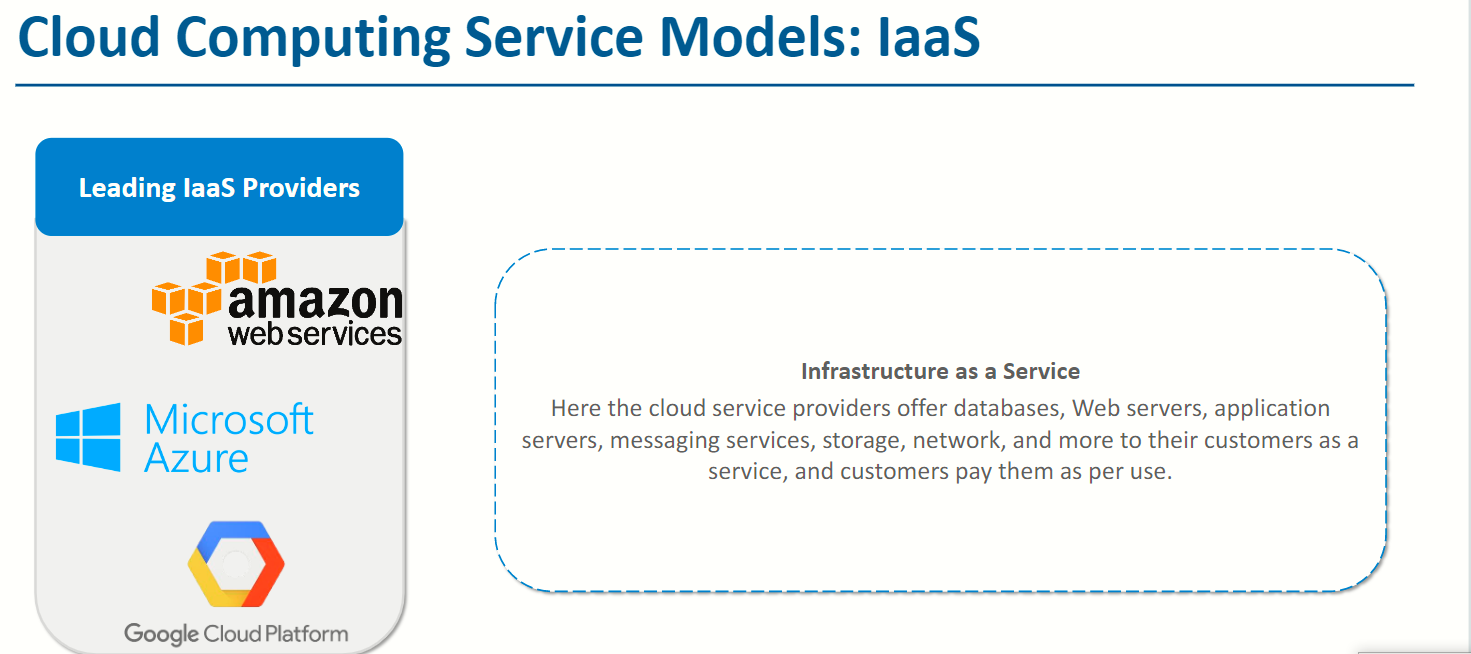 Cloud Computing Service Models: IaaS
Leading IaaS Providers
amazon
web services
Microsoft
Azure
Google Cloud Platform
Infrastructure as a Service
Here the cloud service providers offer databases, Web servers, application
servers, messaging services, storage, network, and more to their customers as a
service, and customers pay them as per use.